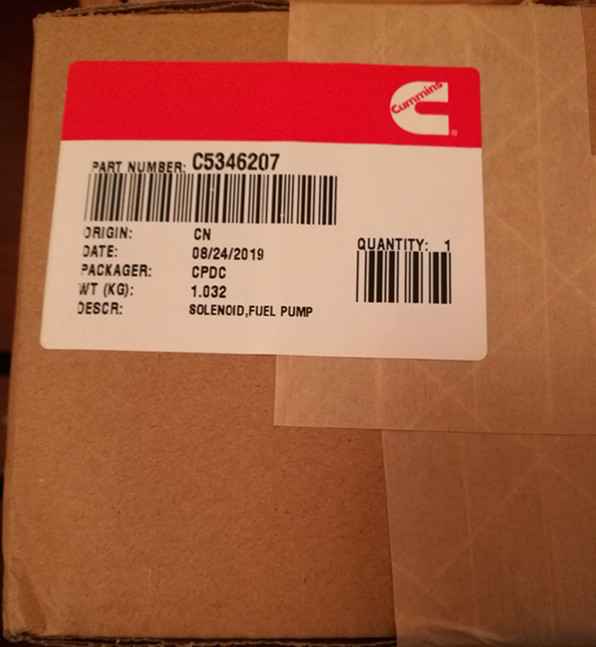 Cummins
®
PART NUMBER: C5346207
ORIGIN: CN
DATE: 08/24/2019
PACKAGER: CPDC
WT (KG): 1.032
DESCR: SOLENOID,FUEL PUMP
QUANTITY: 1